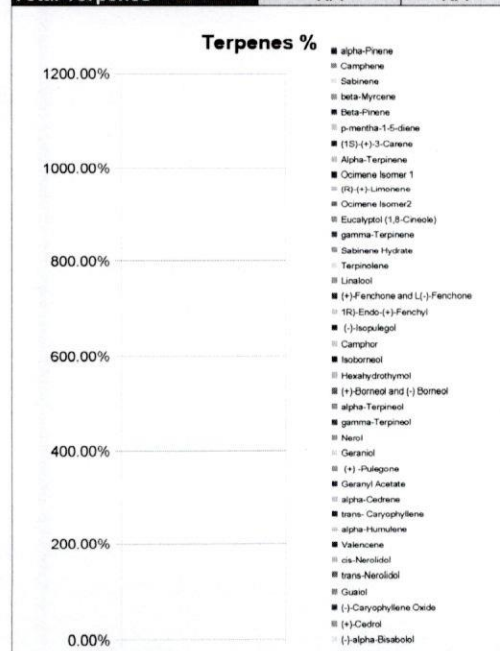 Total Terpenes
Terpenes %
1200.00%
1000.00%
800.00%
600.00%
400.00%
200.00%
0.00%
alpha-Pinene
Camphene
Sabinene
beta-Myrcene
Beta-Pinene
p-mentha-1-5-diene
(1S)-(+)-3-Carene
Alpha-Terpinene
Ocimene Isomer 1
(R)-(+)-Limonene
Ocimene Isomer2
Eucalyptol (1,8-Cineole)
gamma-Terpinene
Sabinene Hydrate
Terpinolene
Linalool
(+)-Fenchone and L(-)-Fenchone
1R)-Endo-(+)-Fenchyl
(-)-Isopulegol
Camphor
Isoborneol
Hexahydrothymol
(+)-Borneol and (-) Borneol
alpha-Terpineol
gamma-Terpineol
Nerol
Geraniol
(+) -Pulegone
Geranyl Acetate
alpha-Cedrene
trans- Caryophyllene
alpha-Humulene
Valencene
cis-Nerolidol
trans-Nerolidol
Guaiol
(-)-Caryophyllene Oxide
(+)-Cedrol
(-)-alpha-Bisabolol